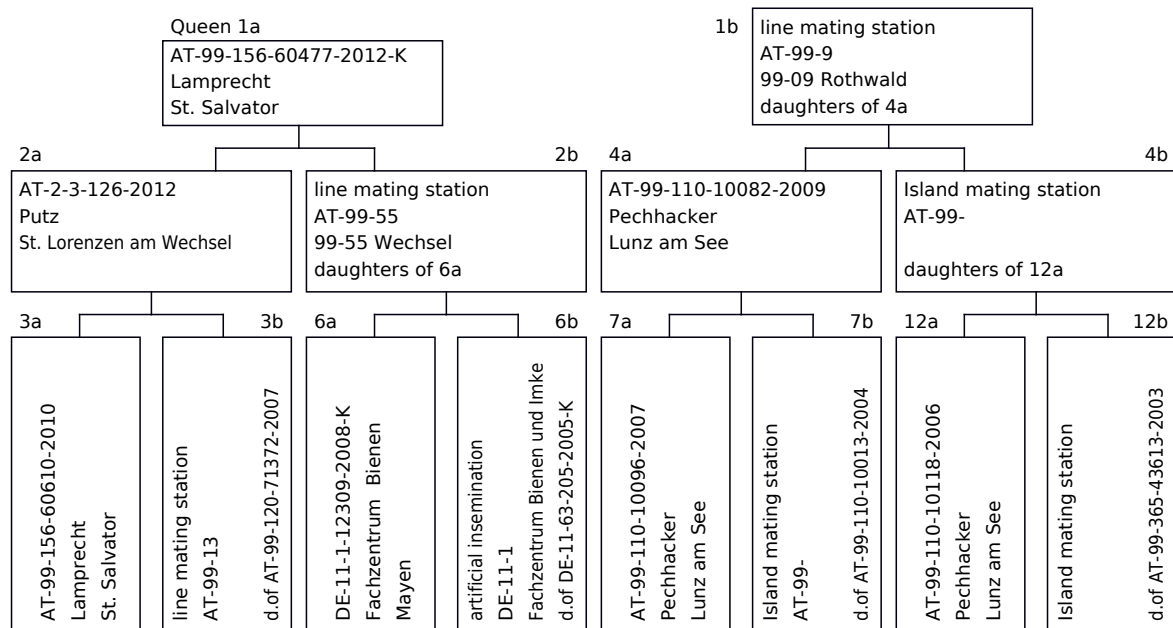 Queen 1a
AT-99-156-60477-2012-K
Lamprecht
St. Salvator
1b
line mating station
AT-99-9
99-09 Rothwald
daughters of 4a
2a
AT-2-3-126-2012
Putz
St. Lorenzen am Wechsel
2b
line mating station
AT-99-55
99-55 Wechsel
daughters of 6a
4a
AT-99-110-10082-2009
Pechhacker
Lunz am See
4b
Island mating station
AT-99-
daughters of 12a
3a
AT-99-156-60610-2010
Lamprecht
St. Salvator
3b
line mating station
AT-99-13
d.of AT-99-120-71372-2007
6a
DE-11-1-12309-2008-K
Fachzentrum Bienen
Mayen
6b
artificial insemination
DE-11-1
Fachzentrum Bienen und Imke
d.of DE-11-63-205-2005-K
7a
AT-99-110-10096-2007
Pechhacker
Lunz am See
7b
Island mating station
AT-99-
d.of AT-99-110-10013-2004
12a
AT-99-110-10118-2006
Pechhacker
Lunz am See
12b
Island mating station
d.of AT-99-365-43613-2003